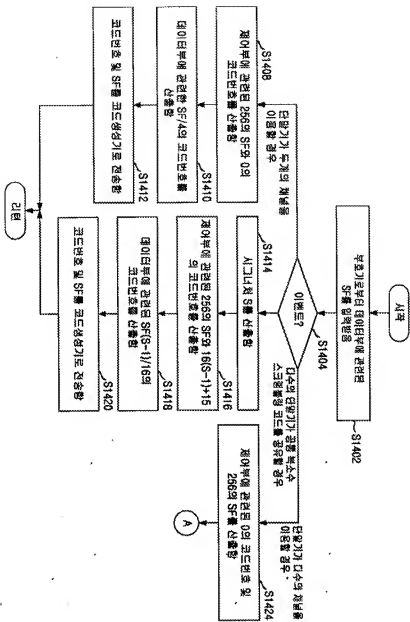 시작
부호기로부터 데이터부에 관련된
SF를 입력받음
S1402
이벤트?
S1404
단말기가 두개의 채널을
이용할 경우
다수의 단말기가 공통 복소수
스크램블링 코드를 공유할 경우
단말기가 다수의 채널을
이용할 경우
제어부에 관련된 256의 SF와 0의
코드번호를 산출함
S1408
데이터부에 관련한 SF/4의 코드번호를
산출함
S1410
코드번호 및 SF를 코드생성기로 전송함
S1412
시그너쳐 S를 산출함
S1414
제어부에 관련된 256의 SF와 16(S-1)+15
의 코드번호를 산출함
S1416
데이터부에 관련된 SF(S-1)/16의
코드번호를 산출함
S1418
코드번호 및 SF를 코드생성기로 전송함
S1420
제어부에 관련된 0의 코드번호 및
256의 SF를 산출함
S1424
A
리턴